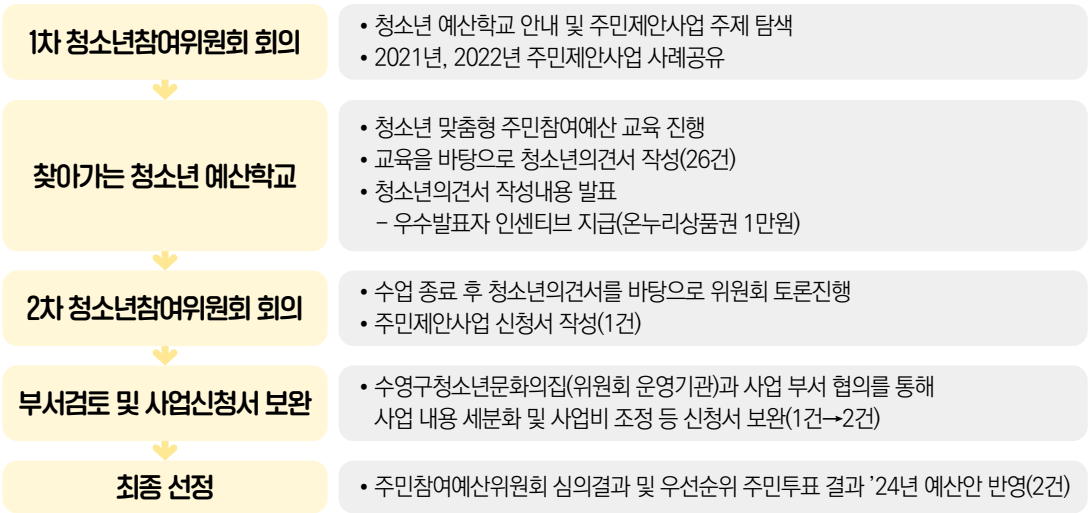 1차 청소년참여위원회 회의
• 청소년 예산학교 안내 및 주민제안사업 주제 탐색
• 2021년, 2022년 주민제안사업 사례공유
찾아가는 청소년 예산학교
• 청소년 맞춤형 주민참여예산 교육 진행
• 교육을 바탕으로 청소년의견서 작성(26건)
• 청소년의견서 작성내용 발표
– 우수발표자 인센티브 지급(온누리상품권 1만원)
2차 청소년참여위원회 회의
• 수업 종료 후 청소년의견서를 바탕으로 위원회 토론진행
• 주민제안사업 신청서 작성(1건)
부서검토 및 사업신청서 보완
• 수영구청소년문화의집(위원회 운영기관)과 사업 부서 협의를 통해
사업 내용 세분화 및 사업비 조정 등 신청서 보완(1건→2건)
최종 선정
• 주민참여예산위원회 심의결과 및 우선순위 주민투표 결과 ’24년 예산안 반영(2건)